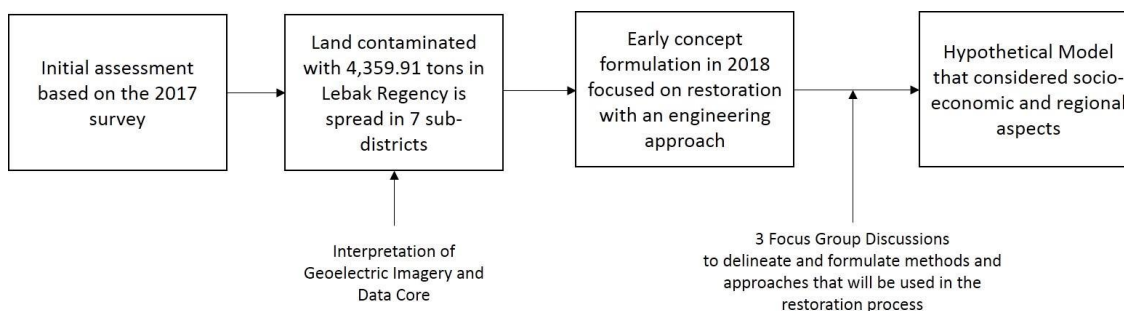 Initial assessment
based on the 2017
survey
Land contaminated
with 4,359.91 tons in
Lebak Regency is
spread in 7 sub-
districts
Early concept
formulation in 2018
focused on restoration
with an engineering
approach
Hypothetical Model
that considered socio-
economic and regional
aspects
Interpretation of
Geoelectric Imagery and
Data Core
3 Focus Group Discussions
to delineate and formulate methods and
approaches that will be used in the
restoration process